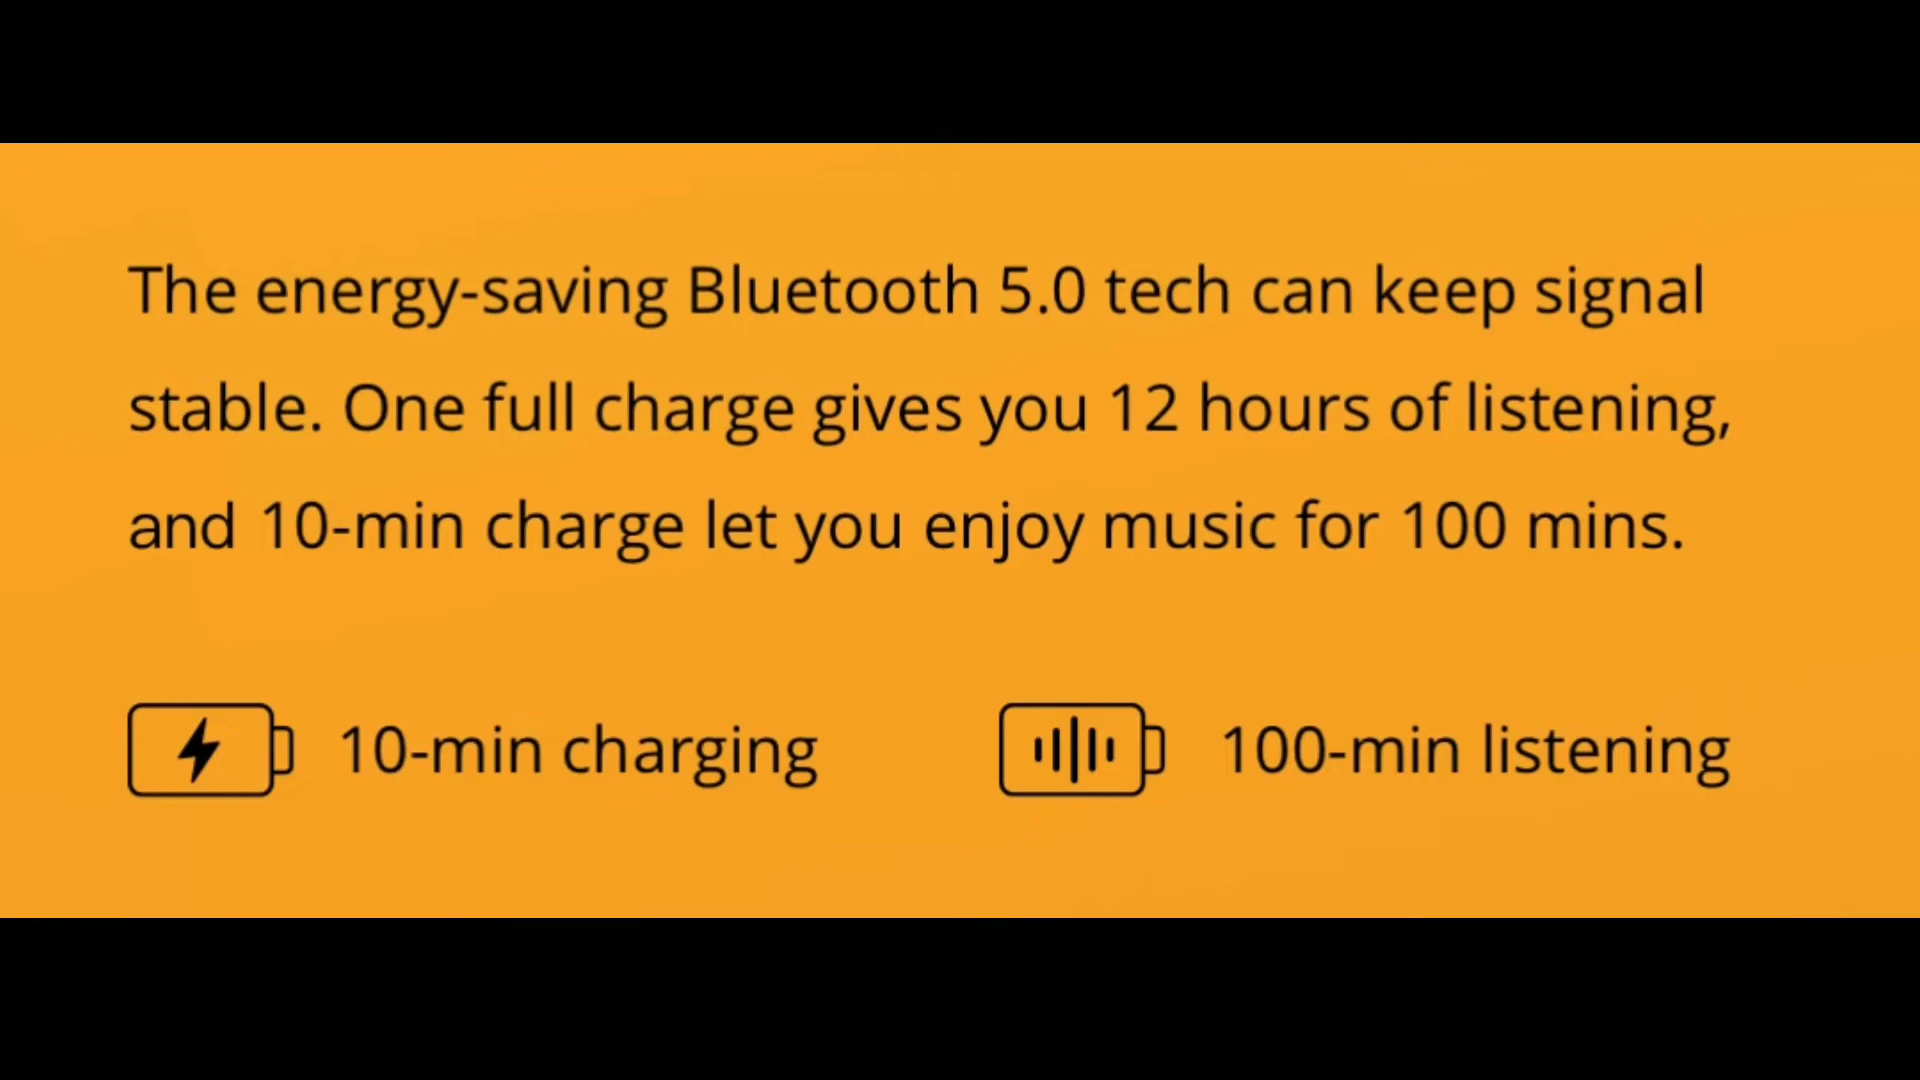 The energy-saving Bluetooth 5.0 tech can keep signal
stable. One full charge gives you 12 hours of listening,
and 10-min charge let you enjoy music for 100 mins.
10-min charging
100-min listening